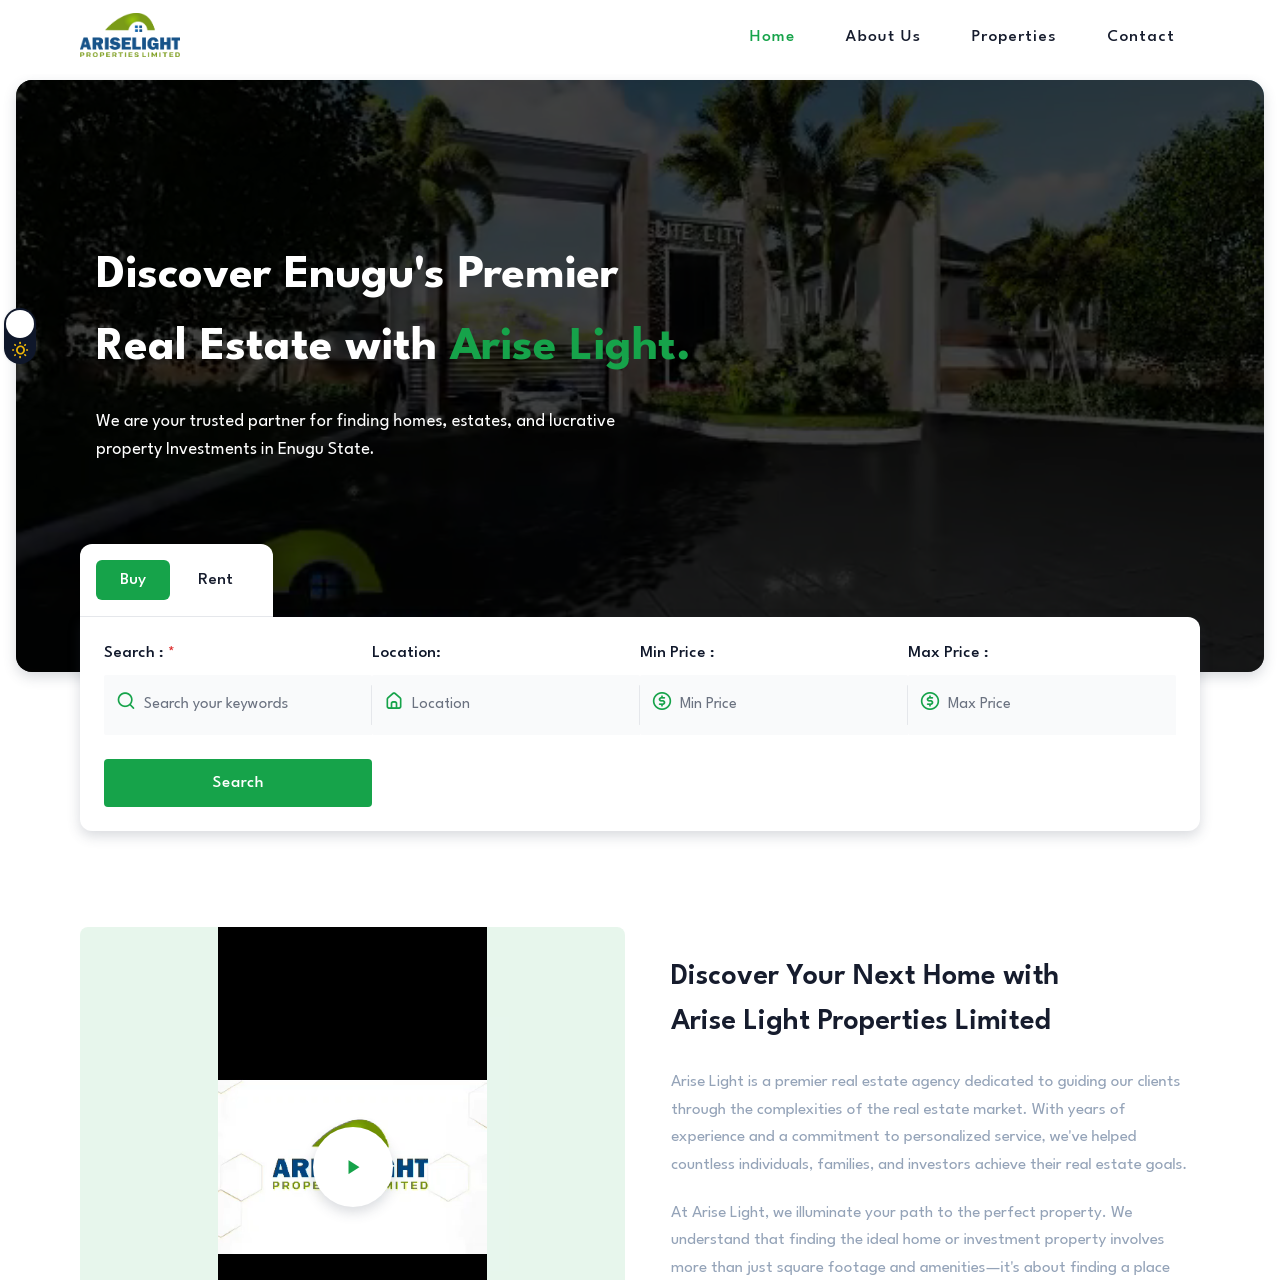 ARISELIGHT
PROPERTIES LIMITED
Home
About Us
Properties
Contact
Discover Enugu's Premier
Real Estate with Arise Light.
We are your trusted partner for finding homes, estates, and lucrative
property Investments in Enugu State.
Buy
Rent
Search : *
Location:
Min Price :
Max Price :
Search your keywords
Location
Min Price
Max Price
Search
Discover Your Next Home with
Arise Light Properties Limited
Arise Light is a premier real estate agency dedicated to guiding our clients
through the complexities of the real estate market. With years of
experience and a commitment to personalized service, we've helped
countless individuals, families, and investors achieve their real estate goals.
At Arise Light, we illuminate your path to the perfect property. We
understand that finding the ideal home or investment property involves
more than just square footage and amenities—it's about finding a place